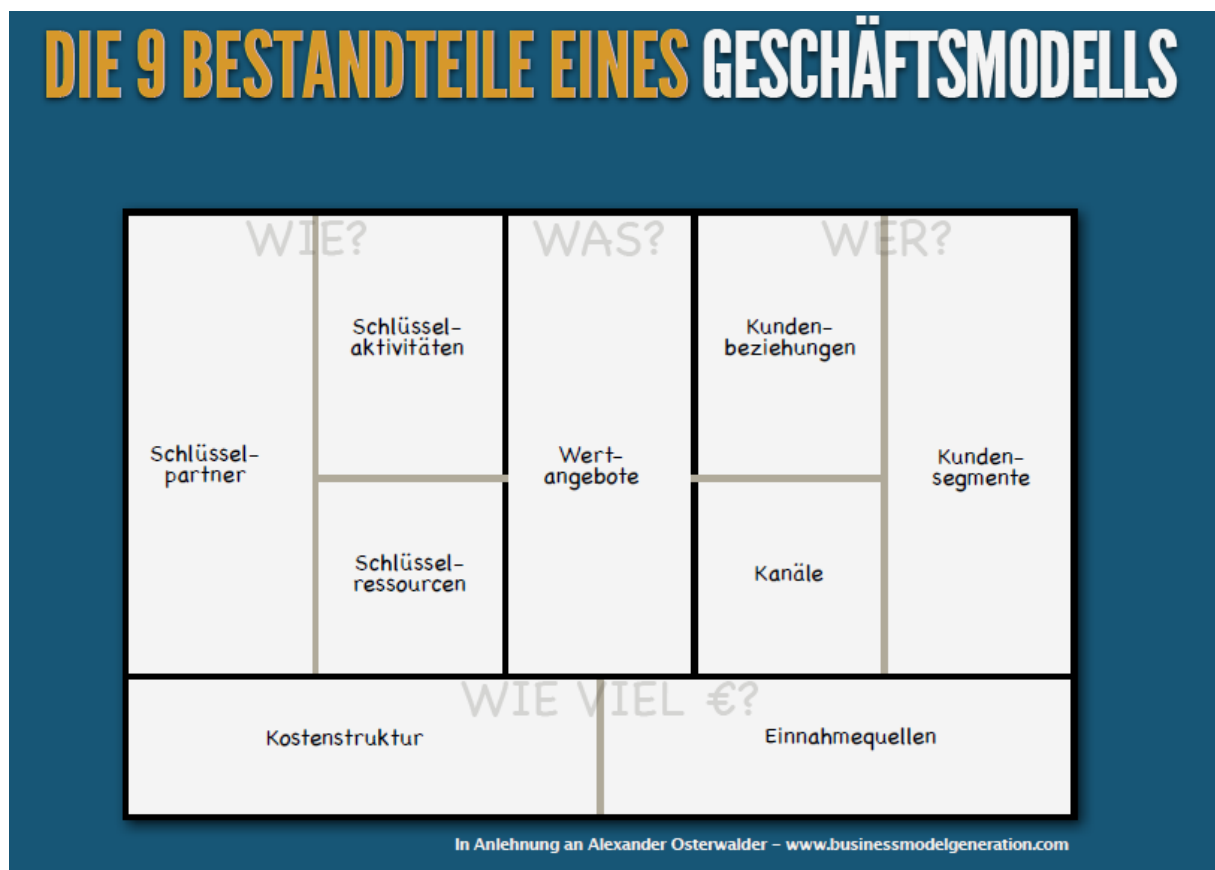 DIE 9 BESTANDTEILE EINES GESCHÄFTSMODELLS
WIE?
Schlüssel-
partner
Schlüssel-
aktivitäten
Schlüssel-
ressourcen
WAS?
Wert-
angebote
WER?
Kunden-
beziehungen
Kanäle
Kunden-
segmente
WIE VIEL €?
Kostenstruktur
Einnahmequellen
In Anlehnung an Alexander Osterwalder – www.businessmodelgeneration.com